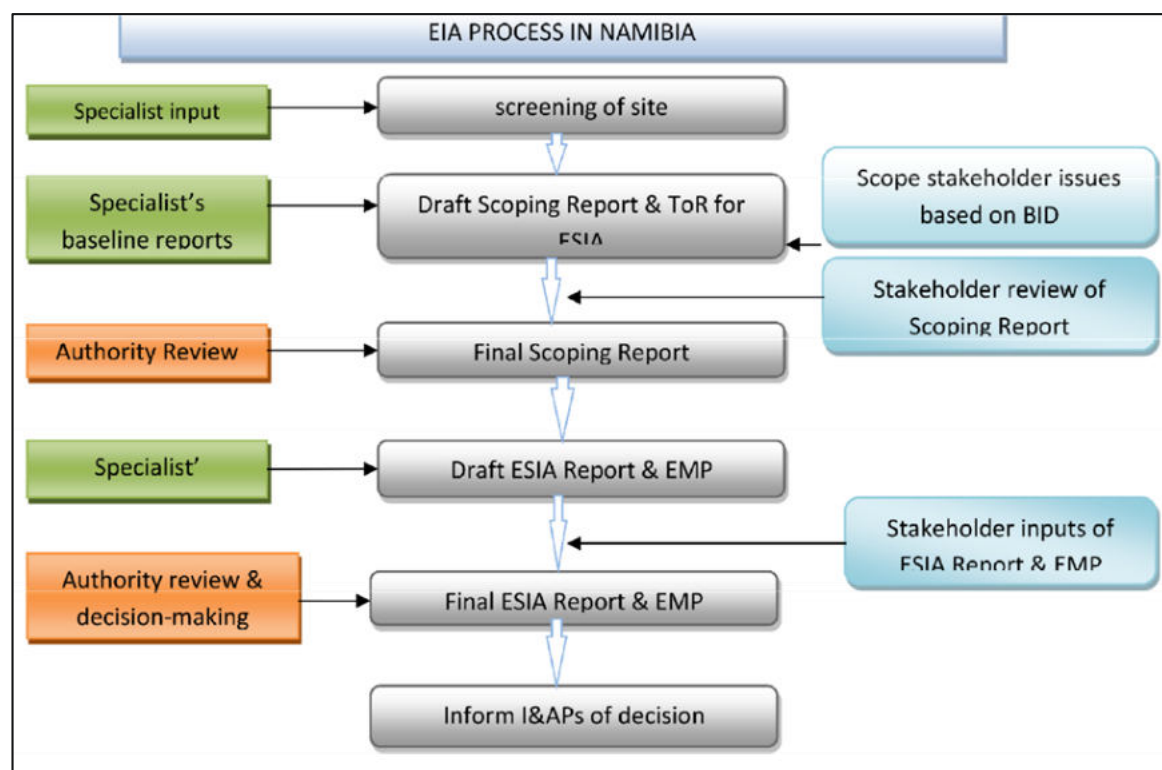 EIA PROCESS IN NAMIBIA
Specialist input
screening of site
Specialist's
baseline reports
Draft Scoping Report & ToR for
ESIA
Scope stakeholder issues
based on BID
Stakeholder review of
Scoping Report
Authority Review
Final Scoping Report
Specialist'
Draft ESIA Report & EMP
Stakeholder inputs of
ESIA Report & EMP
Authority review &
decision-making
Final ESIA Report & EMP
Inform I&APs of decision